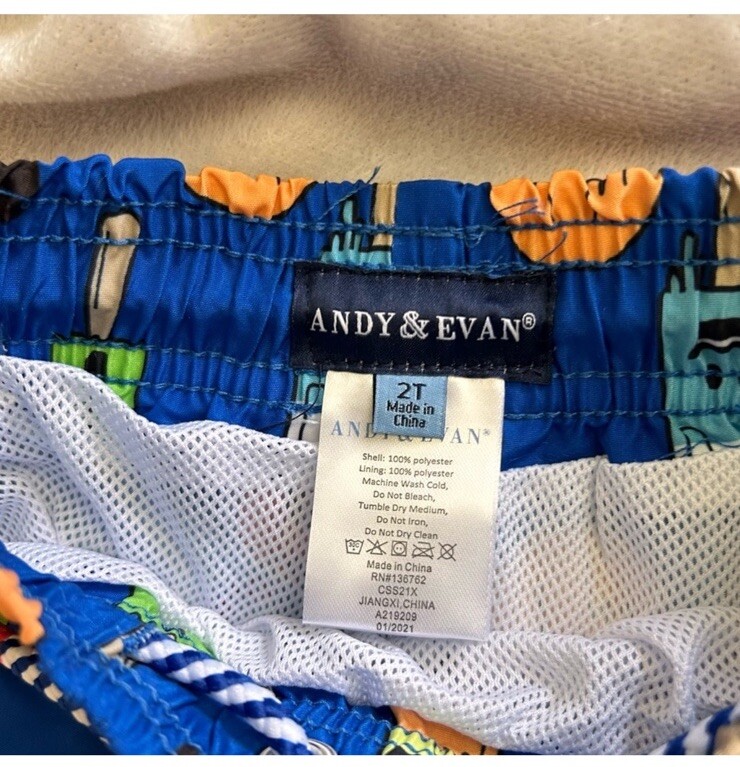 ANDY & EVAN®
2T
Made in
China
ANDY & EVAN®
Shell: 100% polyester
Lining: 100% polyester
Machine Wash Cold,
Do Not Bleach,
Tumble Dry Medium,
Do Not Iron,
Do Not Dry Clean
Made in China
RN#136762
CSS21X
JIANGXI,CHINA
A219209
01/2021